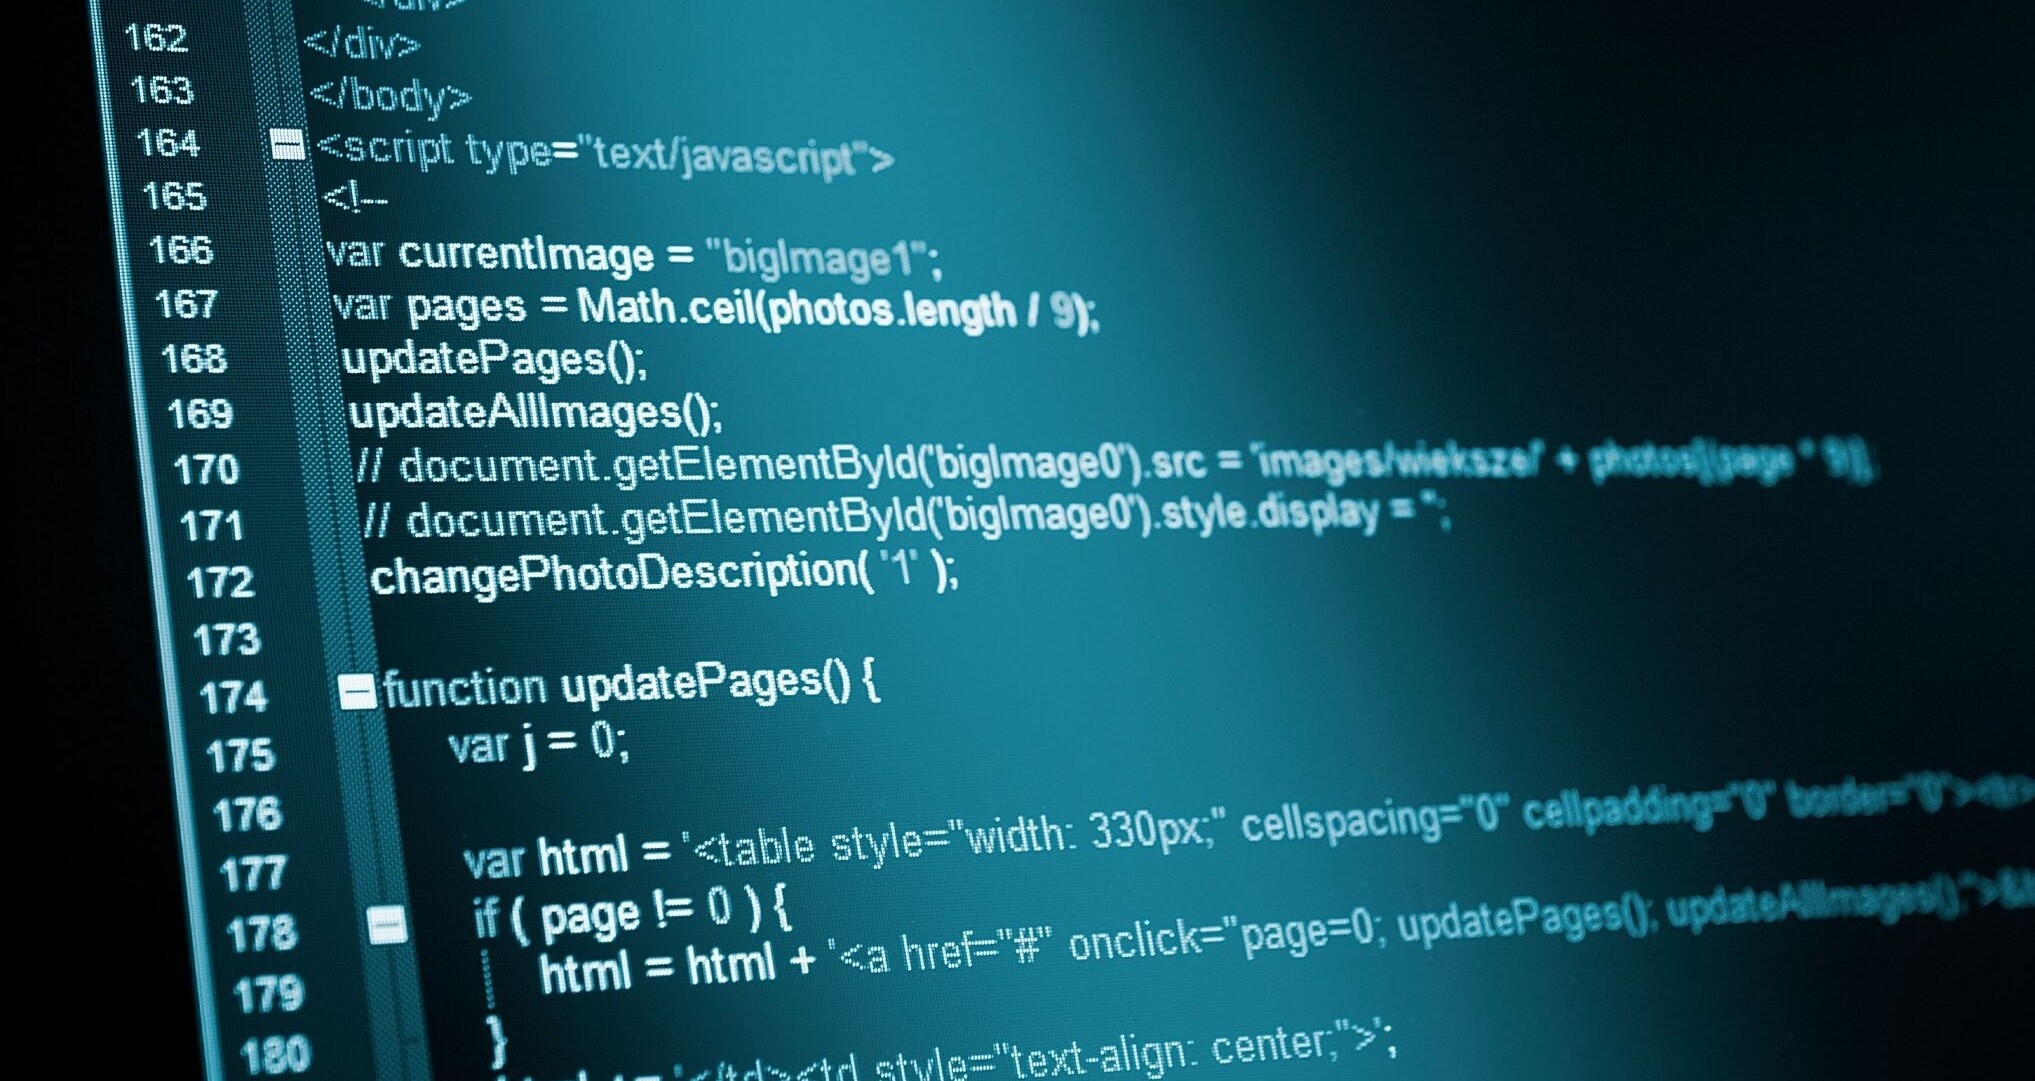 </div>
162 </div>
163 </body>
164 <script type="text/javascript">
165 <!--
166 var currentImage = "bigImage1";
167 var pages = Math.ceil(photos.length / 9);
168 updatePages();
169 updateAllImages();
170 // document.getElementById('bigImage0').src = 'images/wieksze/' + photos[(page * 9)];
171 // document.getElementById('bigImage0').style.display = '';
172 changePhotoDescription( '1' );
173
174 function updatePages() {
175 var j = 0;
176
177 var html = '<table style="width: 330px;" cellspacing="0" cellpadding="0" border="0"><tr>
178 if ( page != 0 ) {
179 html = html + '<a href="#" onclick="page=0; updatePages(); updateAllImages();">
180 }
'</td><td style="text-align: center;">';